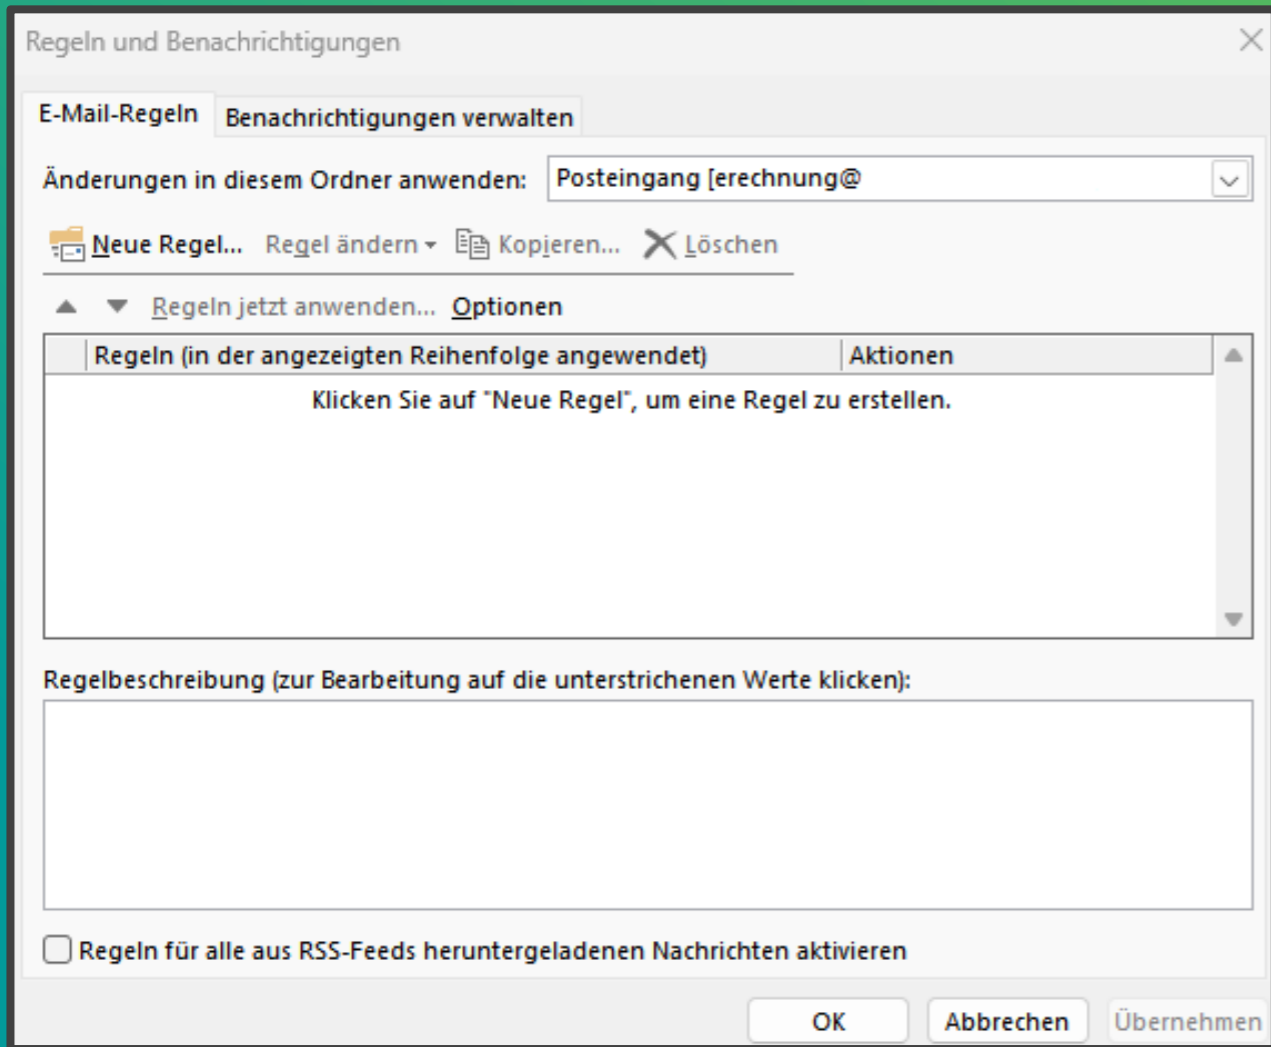 Regeln und Benachrichtigungen
E-Mail-Regeln Benachrichtigungen verwalten
Änderungen in diesem Ordner anwenden: Posteingang [erechnung@
Neue Regel... Regel ändern Kopieren... Löschen
Regeln jetzt anwenden... Optionen
Regeln (in der angezeigten Reihenfolge angewendet) Aktionen
Klicken Sie auf "Neue Regel", um eine Regel zu erstellen.
Regelbeschreibung (zur Bearbeitung auf die unterstrichenen Werte klicken):
Regeln für alle aus RSS-Feeds heruntergeladenen Nachrichten aktivieren
OK Abbrechen Übernehmen